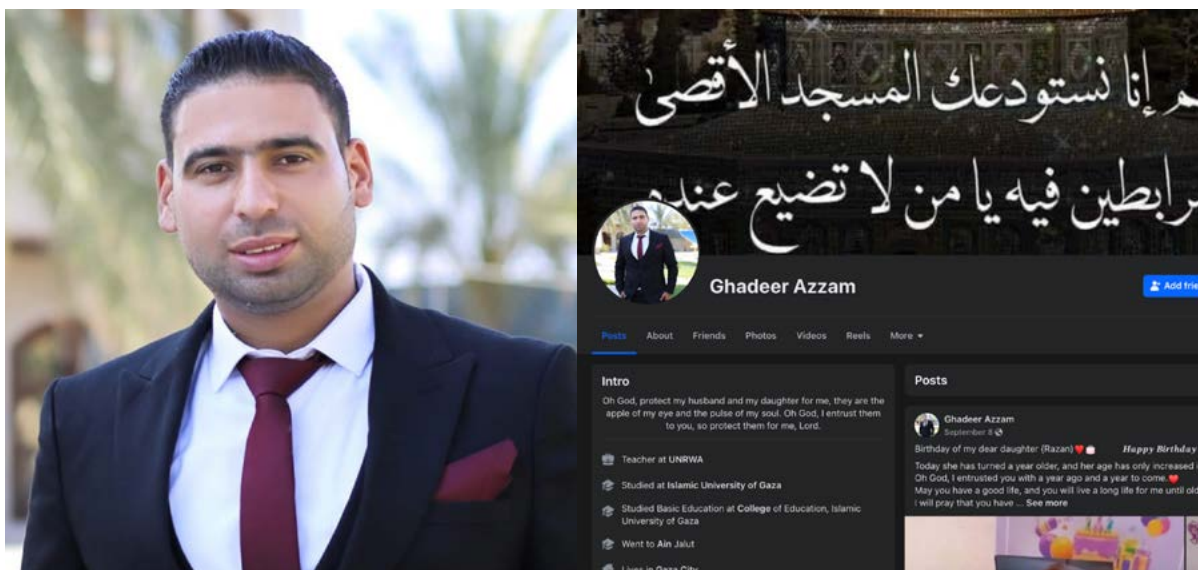 إنا نستودعك المسجد الأقصى
فيه يا من لا تضيع عنده
Ghadeer Azzam
Posts About Friends Photos Videos Reels More
Intro
Oh God, protect my husband and my daughter for me, they are the
apple of my eye and the pulse of my soul. Oh God, I entrust them
to you, so protect them for me, Lord.
Teacher at UNRWA
Studied at Islamic University of Gaza
Studied Basic Education at College of Education, Islamic
University of Gaza
Went to Ain Jalut
Lives in Gaza City
Add
Posts
Ghadeer Azzam
September 8
Birthday of my dear daughter (Razan) Happy Birthday
Today she has turned a year older, and her age has only increased
Oh God, I entrusted you with a year ago and a year to come.
May you have a good life, and you will live a long life for me until
I will pray that you have ... See more